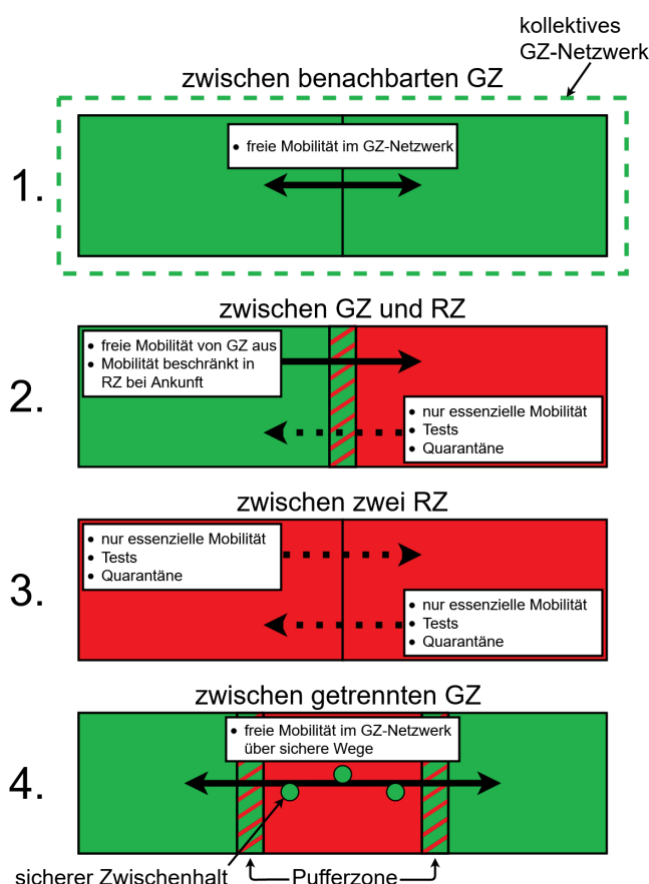 kollektives
GZ-Netzwerk
zwischen benachbarten GZ
1.
• freie Mobilität im GZ-Netzwerk
zwischen GZ und RZ
2.
• freie Mobilität von GZ aus
• Mobilität beschränkt in
RZ bei Ankunft
• nur essenzielle Mobilität
• Tests
• Quarantäne
zwischen zwei RZ
3.
• nur essenzielle Mobilität
• Tests
• Quarantäne
• nur essenzielle Mobilität
• Tests
• Quarantäne
zwischen getrennten GZ
4.
• freie Mobilität im GZ-Netzwerk
über sichere Wege
sicherer Zwischenhalt
Pufferzone